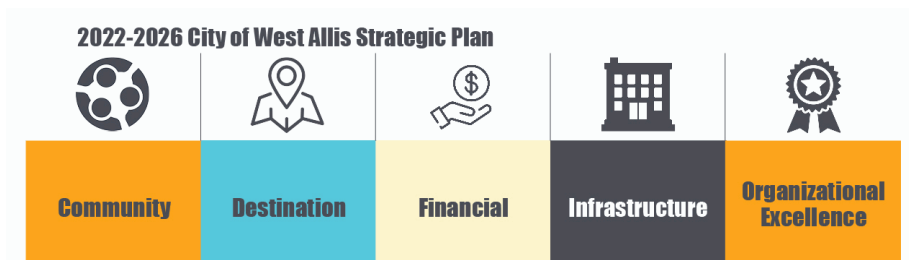 2022-2026 City of West Allis Strategic Plan
$
Community
Destination
Financial
Infrastructure
Organizational
Excellence